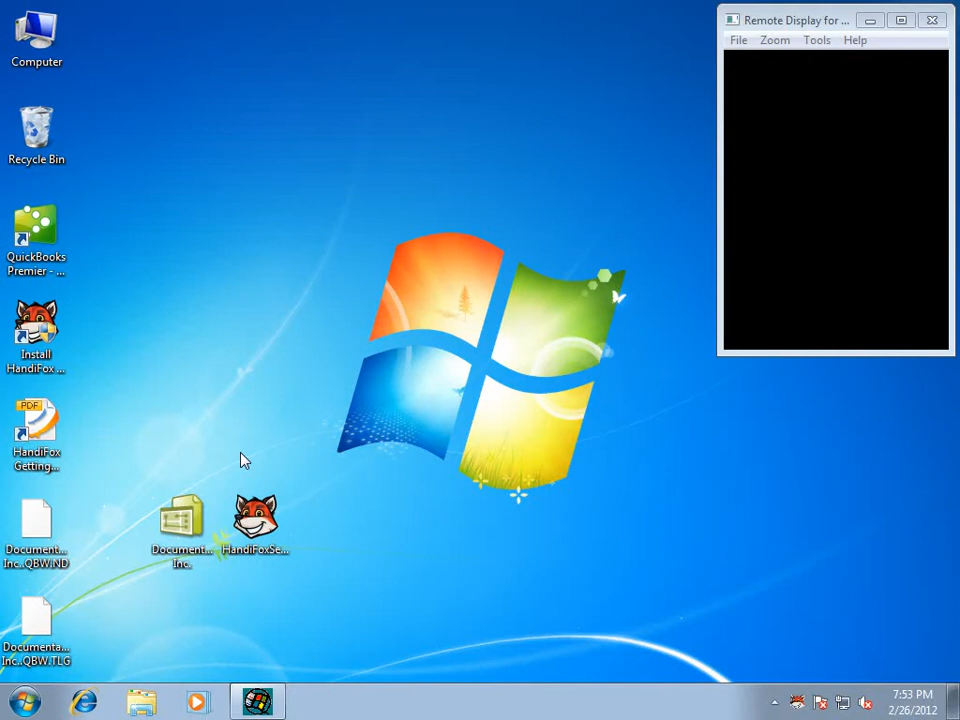 Computer
Recycle Bin
QuickBooks
Premier - ...
Install
HandiFox ...
PDF
HandiFox
Getting...
Document...
Inc..QBW.ND
Documenta...
Inc..QBW.TLG
Document...
Inc.
HandiFoxSe...
Remote Display for ...
File Zoom Tools Help
7:53 PM
2/26/2012